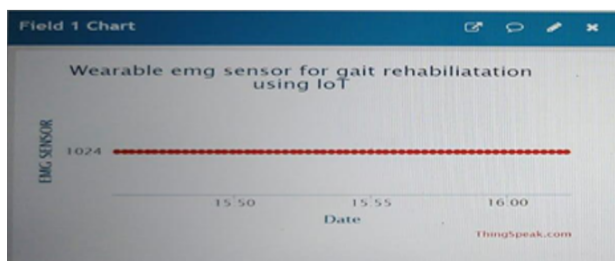 Field 1 Chart
Wearable emg sensor for gait rehabiliatation
using IoT
EMG SENSOR
1024
15:50
15:55
16:00
Date
ThingSpeak.com